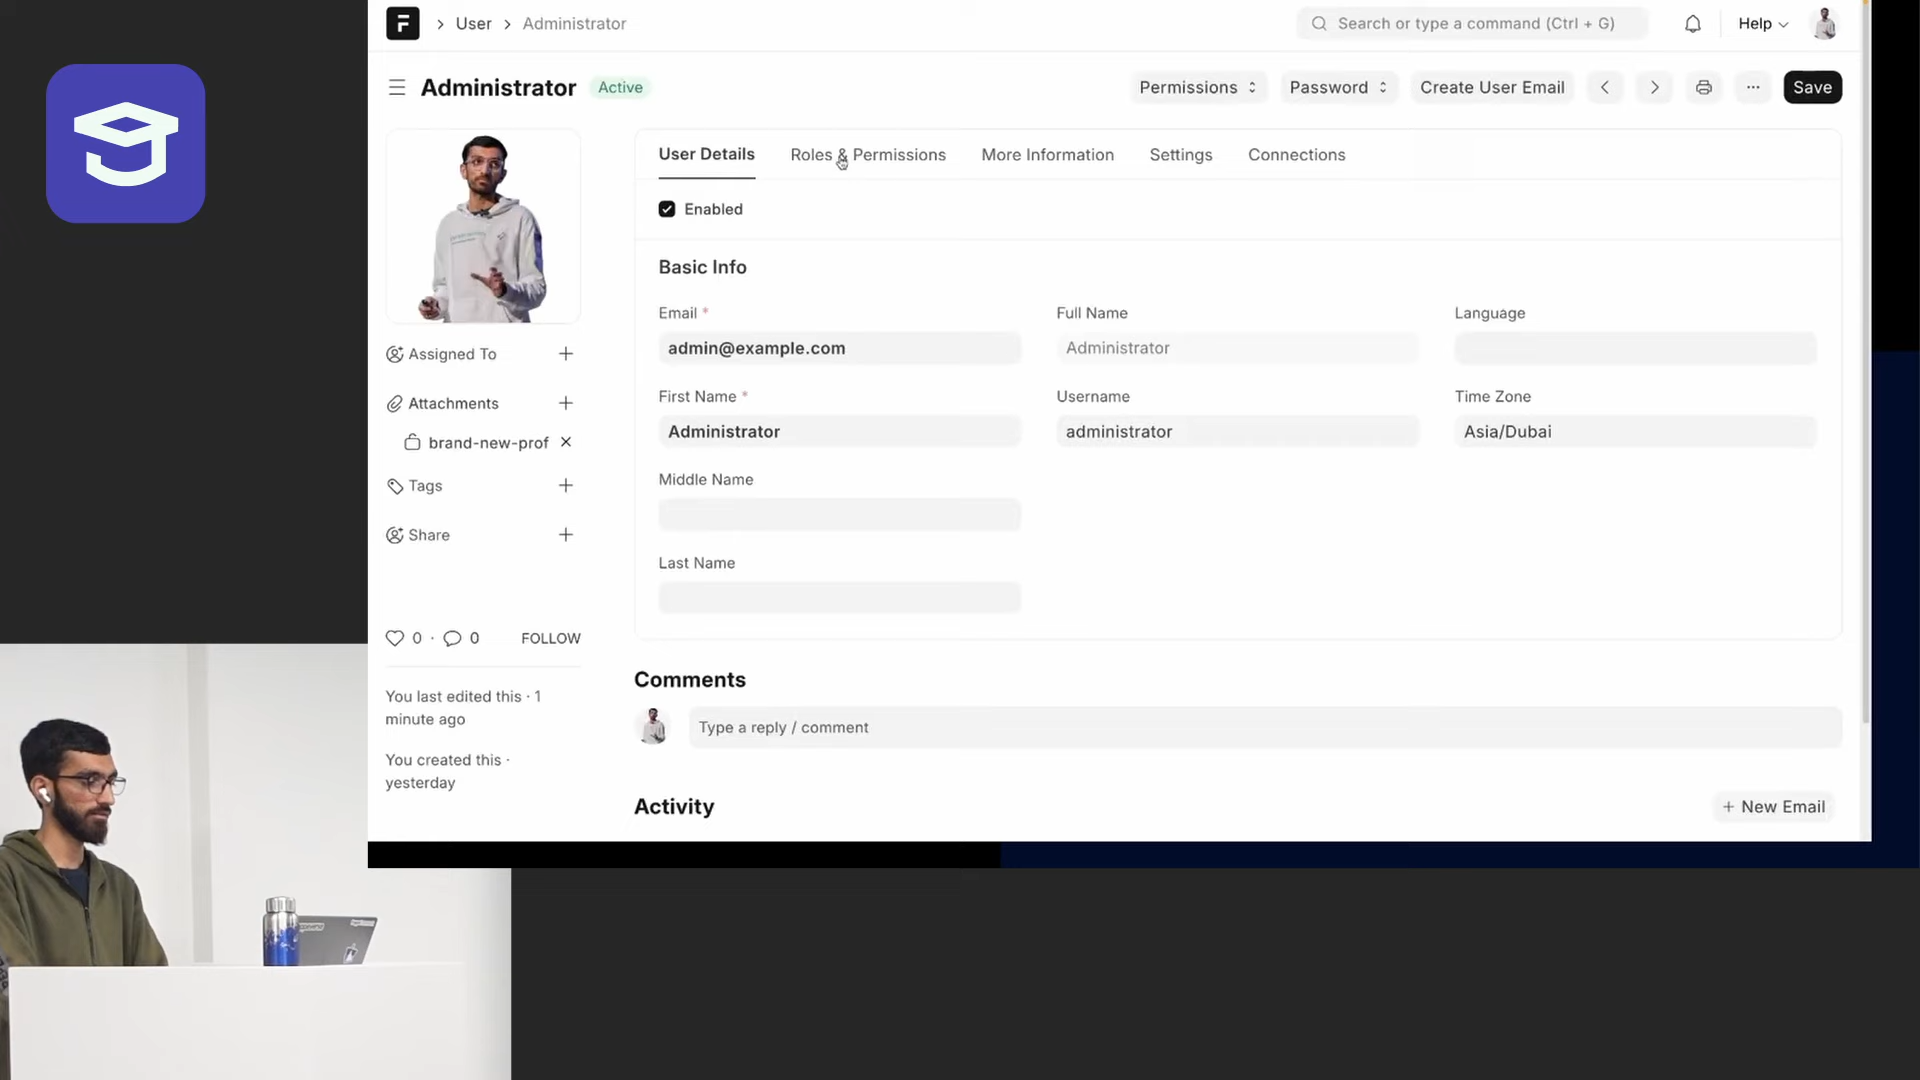 F
User
Administrator
Search or type a command (Ctrl + G)
Help
Administrator
Active
Permissions
Password
Create User Email
Save
User Details
Roles & Permissions
More Information
Settings
Connections
Enabled
Basic Info
Email *
Full Name
Language
admin@example.com
Administrator
First Name *
Username
Time Zone
Administrator
administrator
Asia/Dubai
Middle Name
Last Name
Assigned To
Attachments
brand-new-prof
Tags
Share
0 · 0
FOLLOW
You last edited this · 1
minute ago
You created this ·
yesterday
Comments
Type a reply / comment
Activity
+ New Email